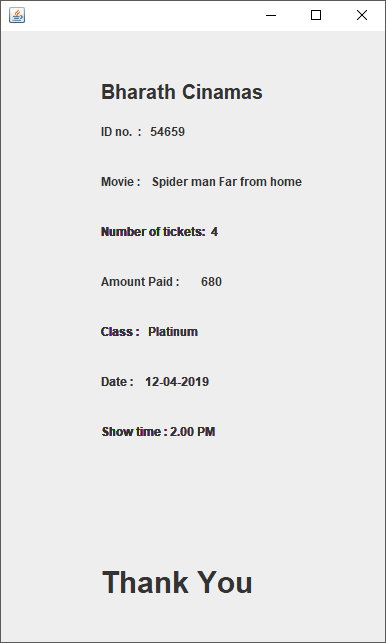 Bharath Cinamas
ID no. : 54659
Movie : Spider man Far from home
Number of tickets: 4
Amount Paid : 680
Class : Platinum
Date : 12-04-2019
Show time : 2.00 PM
Thank You